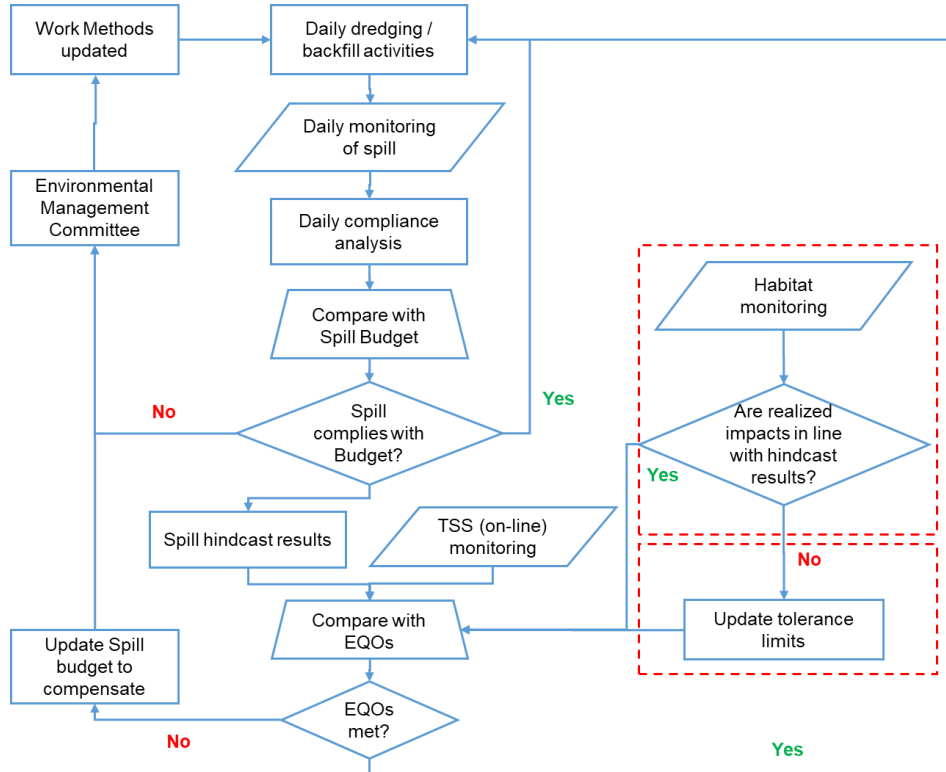 Work Methods
updated
Daily dredging /
backfill activities
Daily monitoring
of spill
Environmental
Management
Committee
Daily compliance
analysis
Compare with
Spill Budget
Habitat
monitoring
No
Yes
Spill
complies with
Budget?
Are realized
impacts in line
with hindcast
results?
Yes
Spill hindcast results
TSS (on-line)
monitoring
No
Compare with
EQOs
Update tolerance
limits
Update Spill
budget to
compensate
EQOs
met?
No
Yes